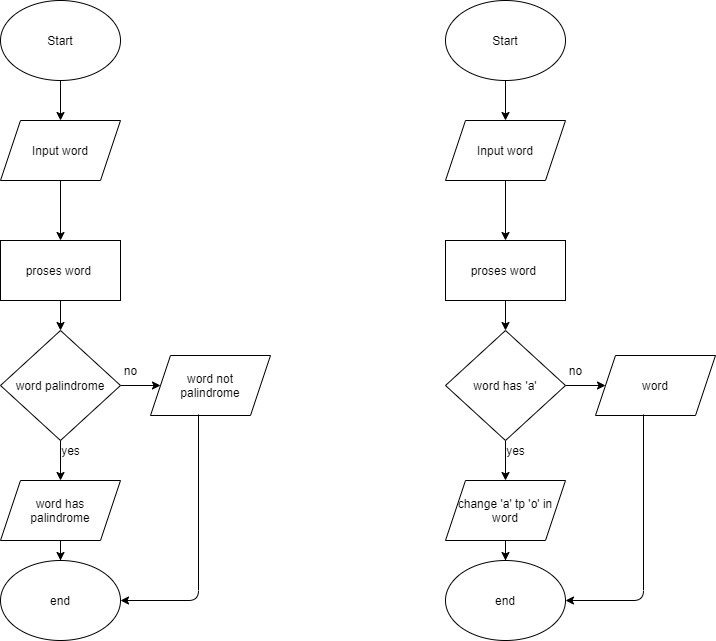 Start
Input word
proses word
word palindrome
no
word not
palindrome
yes
word has
palindrome
end
Start
Input word
proses word
word has 'a'
no
word
yes
change 'a' tp 'o' in
word
end